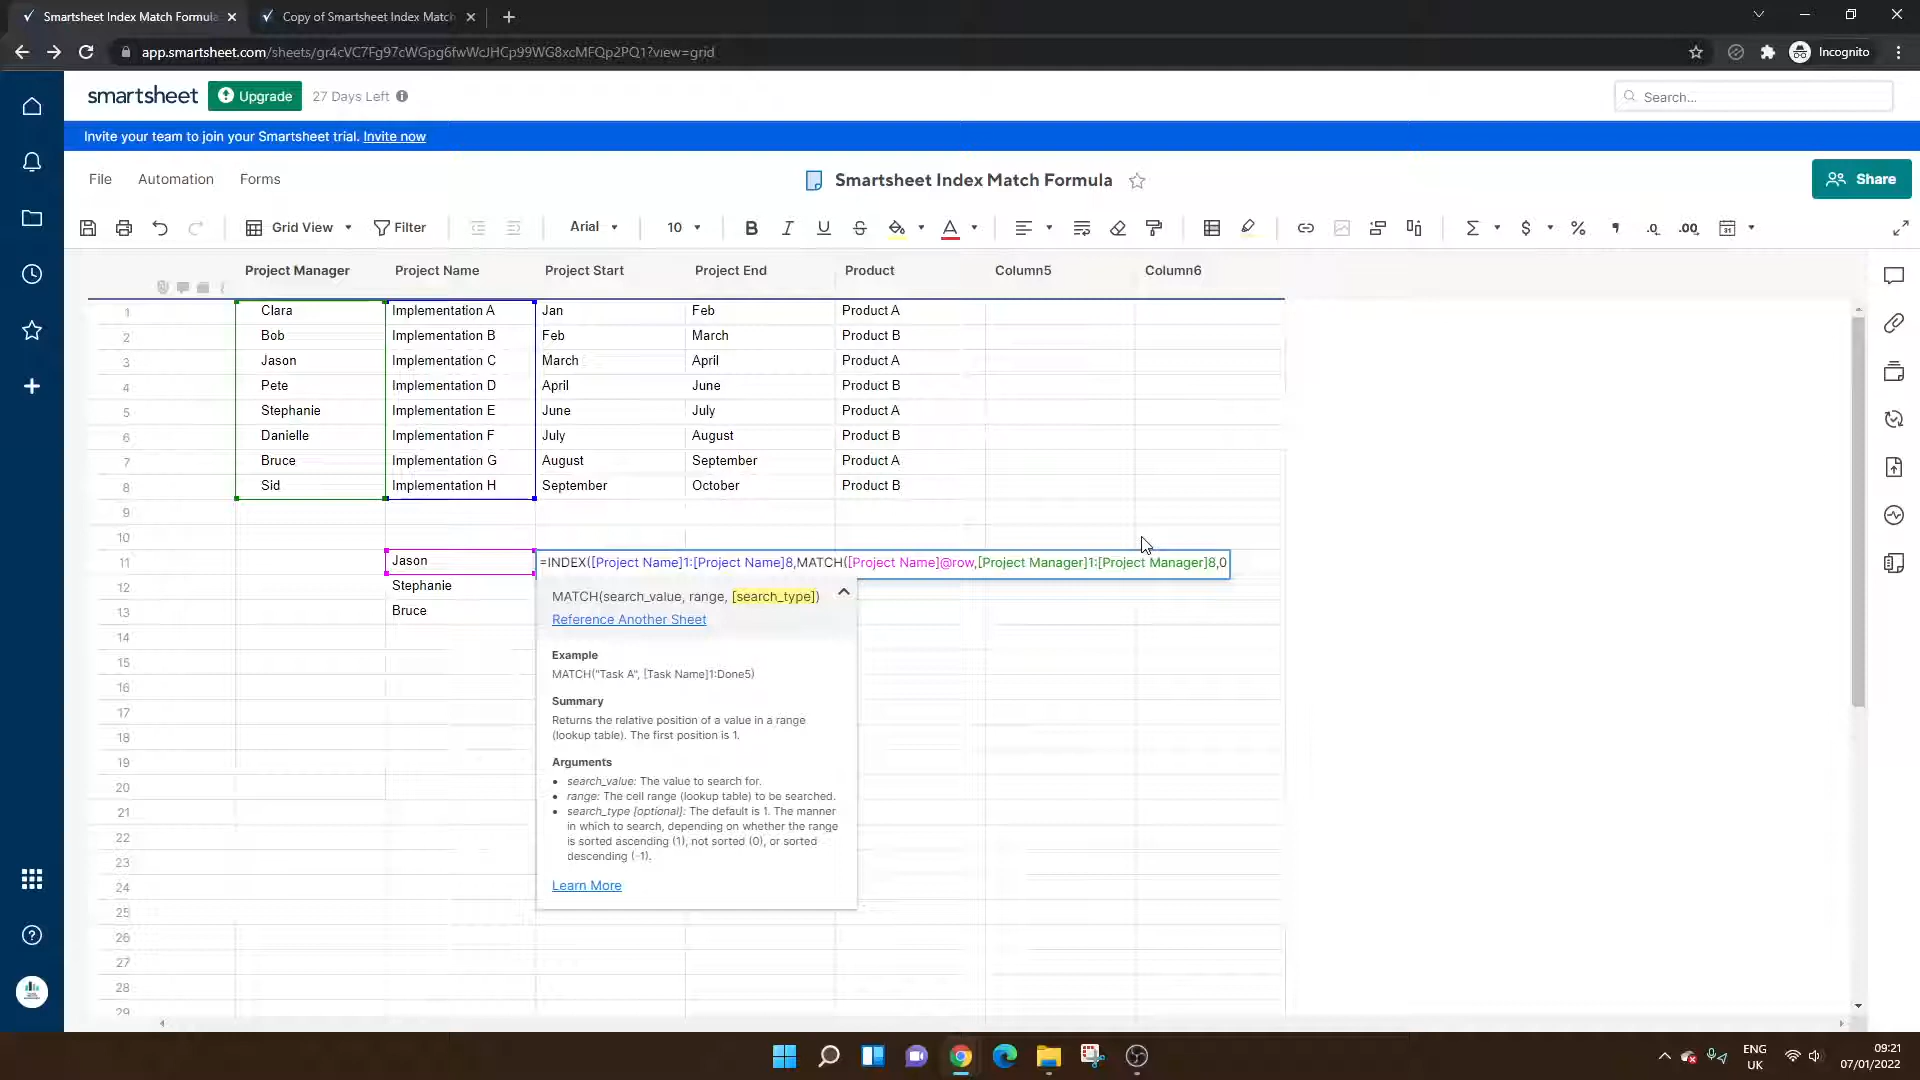 Smartsheet Index Match Formula
Copy of Smartsheet Index Match
app.smartsheet.com/sheets/gr4cVC7Fg97cWGpg6fwWcJHCp99WG8xcMFQp2PQ1?view=grid
Incognito
smartsheet
Upgrade
27 Days Left
Search...
Invite your team to join your Smartsheet trial. Invite now
File Automation Forms
Smartsheet Index Match Formula
Share
Grid View Filter Arial 10 B I U S A Σ $ % .0 .00 31
Project Manager Project Name Project Start Project End Product Column5 Column6
1 Clara Implementation A Jan Feb Product A
2 Bob Implementation B Feb March Product B
3 Jason Implementation C March April Product A
4 Pete Implementation D April June Product B
5 Stephanie Implementation E June July Product A
6 Danielle Implementation F July August Product B
7 Bruce Implementation G August September Product A
8 Sid Implementation H September October Product B
9
10
11 Jason =INDEX([Project Name]1:[Project Name]8,MATCH([Project Name]@row,[Project Manager]1:[Project Manager]8,0
12 Stephanie
13 Bruce
14
15
16
17
18
19
20
21
22
23
24
25
26
27
28
29
MATCH(search_value, range, [search_type])
Reference Another Sheet
Example
MATCH("Task A", [Task Name]1:Done5)
Summary
Returns the relative position of a value in a range
(lookup table). The first position is 1.
Arguments
search_value: The value to search for.
range: The cell range (lookup table) to be searched.
search_type [optional]: The default is 1. The manner
in which to search, depending on whether the range
is sorted ascending (1), not sorted (0), or sorted
descending (-1).
Learn More
ENG
UK
09:21
07/01/2022